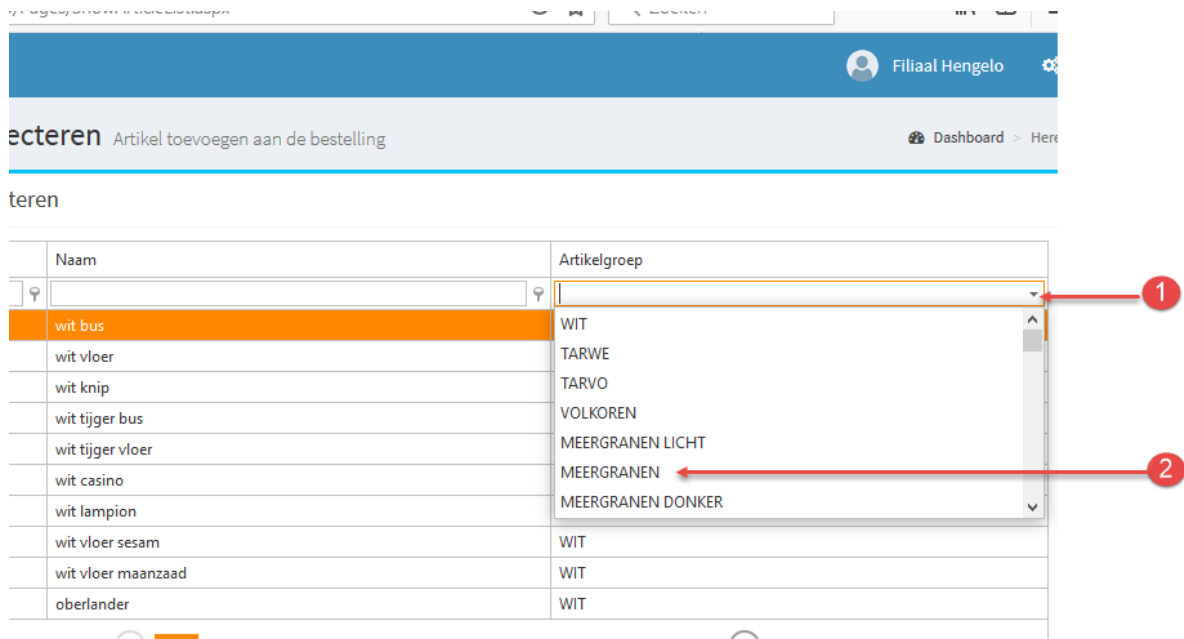 Filiaal Hengelo
ecteren Artikel toevoegen aan de bestelling
Dashboard > Here
teren
Naam Artikelgroep
1
wit bus WIT
wit vloer TARWE
wit knip TARVO
wit tijger bus VOLKOREN
wit tijger vloer MEERGRANEN LICHT
wit casino MEERGRANEN 2
wit lampion MEERGRANEN DONKER
wit vloer sesam WIT
wit vloer maanzaad WIT
oberlander WIT